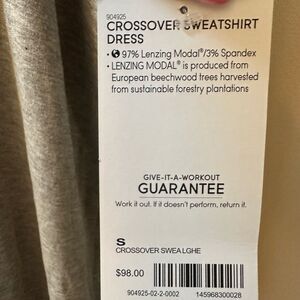 904925
CROSSOVER SWEATSHIRT
DRESS
• 97% Lenzing Modal®/3% Spandex
• LENZING MODAL® is produced from
European beechwood trees harvested
from sustainable forestry plantations
GIVE-IT-A-WORKOUT
GUARANTEE
Work it out. If it doesn't perform, return it.
S
CROSSOVER SWEA LGHE
$98.00
904925-02-2-0002 145968300028